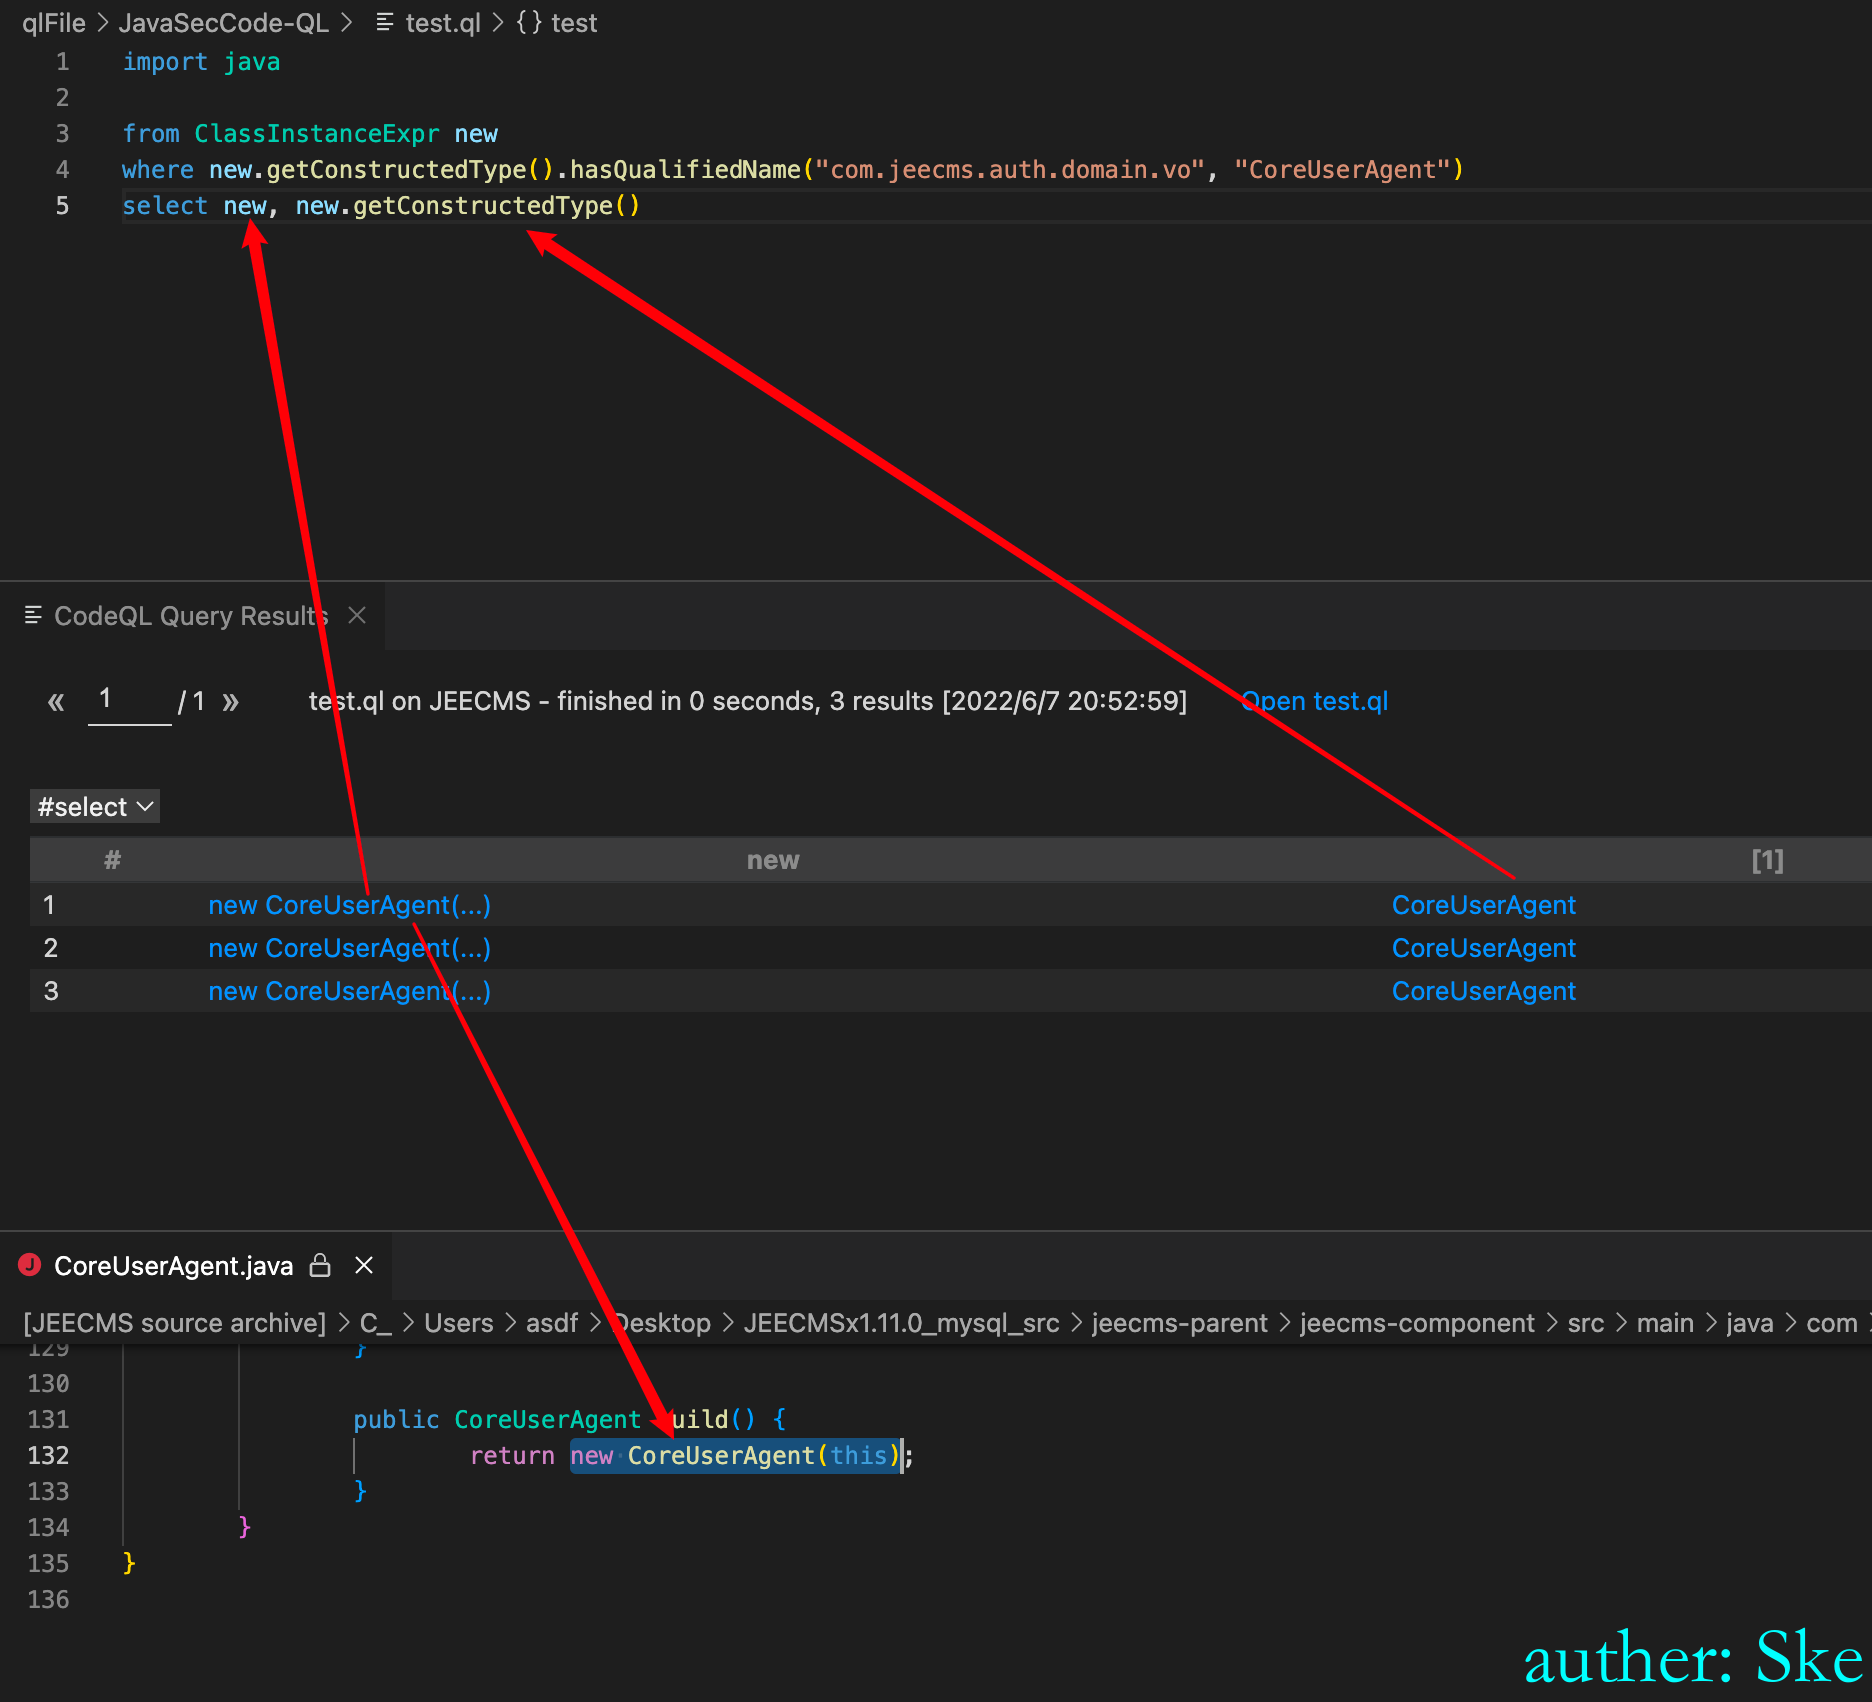 qlFile > JavaSecCode-QL > test.ql > {} test
1 import java
2
3 from ClassInstanceExpr new
4 where new.getConstructedType().hasQualifiedName("com.jeecms.auth.domain.vo", "CoreUserAgent")
5 select new, new.getConstructedType()
CodeQL Query Results
« 1 / 1 » test.ql on JEECMS - finished in 0 seconds, 3 results [2022/6/7 20:52:59] Open test.ql
#select
# new [1]
1 new CoreUserAgent(...) CoreUserAgent
2 new CoreUserAgent(...) CoreUserAgent
3 new CoreUserAgent(...) CoreUserAgent
J CoreUserAgent.java
[JEECMS source archive] > C_ > Users > asdf > Desktop > JEECMSx1.11.0_mysql_src > jeecms-parent > jeecms-component > src > main > java > com >
129 }
130
131 public CoreUserAgent build() {
132 return new CoreUserAgent(this);
133 }
134 }
135 }
136
auther: Ske